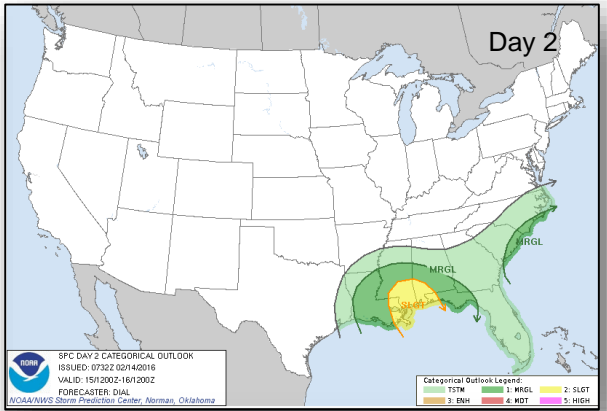 Day 2
MRGL
MRGL
SLGT
NOAA
SPC DAY 2 CATEGORICAL OUTLOOK
ISSUED: 0732Z 02/14/2016
VALID: 15/1200Z-16/1200Z
FORECASTER: DIAL
NOAA/NWS Storm Prediction Center, Norman, Oklahoma
Categorical Outlook Legend:
TSTM 1: MRGL 2: SLGT
3: ENH 4: MDT 5: HIGH